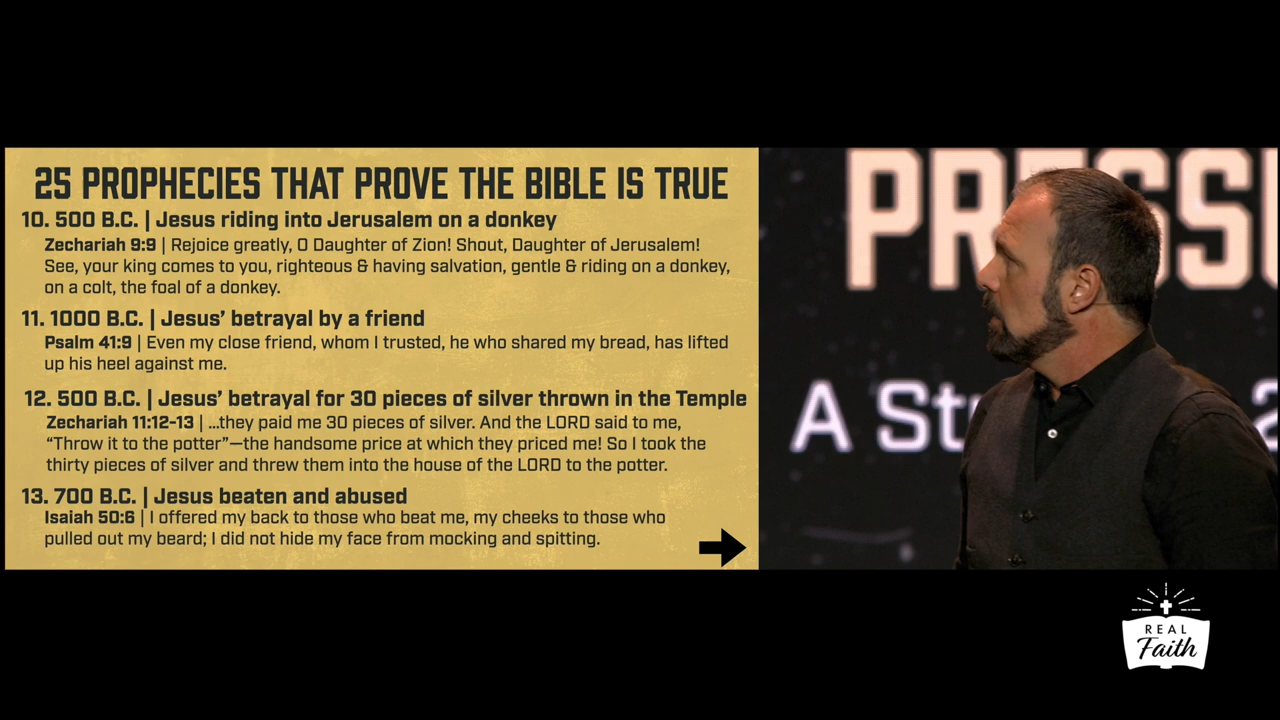 25 PROPHECIES THAT PROVE THE BIBLE IS TRUE
10. 500 B.C. | Jesus riding into Jerusalem on a donkey
Zechariah 9:9 | Rejoice greatly, O Daughter of Zion! Shout, Daughter of Jerusalem!
See, your king comes to you, righteous & having salvation, gentle & riding on a donkey,
on a colt, the foal of a donkey.
11. 1000 B.C. | Jesus’ betrayal by a friend
Psalm 41:9 | Even my close friend, whom I trusted, he who shared my bread, has lifted
up his heel against me.
12. 500 B.C. | Jesus’ betrayal for 30 pieces of silver thrown in the Temple
Zechariah 11:12-13 | ...they paid me 30 pieces of silver. And the LORD said to me,
“Throw it to the potter”—the handsome price at which they priced me! So I took the
thirty pieces of silver and threw them into the house of the LORD to the potter.
13. 700 B.C. | Jesus beaten and abused
Isaiah 50:6 | I offered my back to those who beat me, my cheeks to those who
pulled out my beard; I did not hide my face from mocking and spitting.
A
REAL
Faith